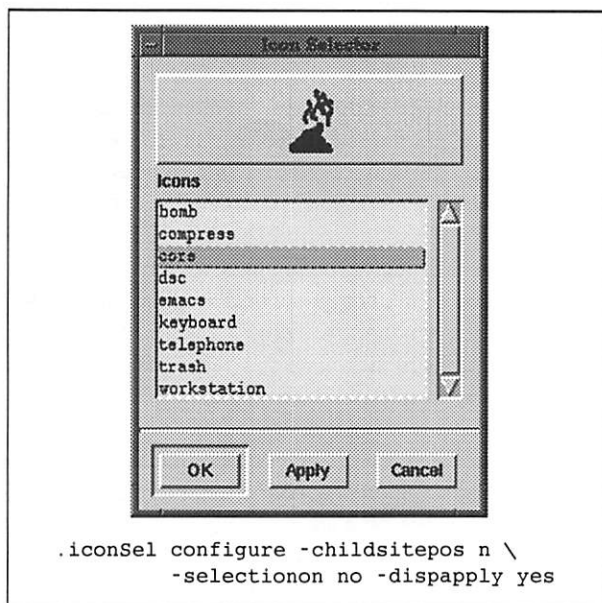 Icon Selector
Icons
bomb
compress
core
dsc
emacs
keyboard
telephone
trash
workstation
OK Apply Cancel
.iconSel configure -childsitepos n \
-selectionon no -dispapply yes